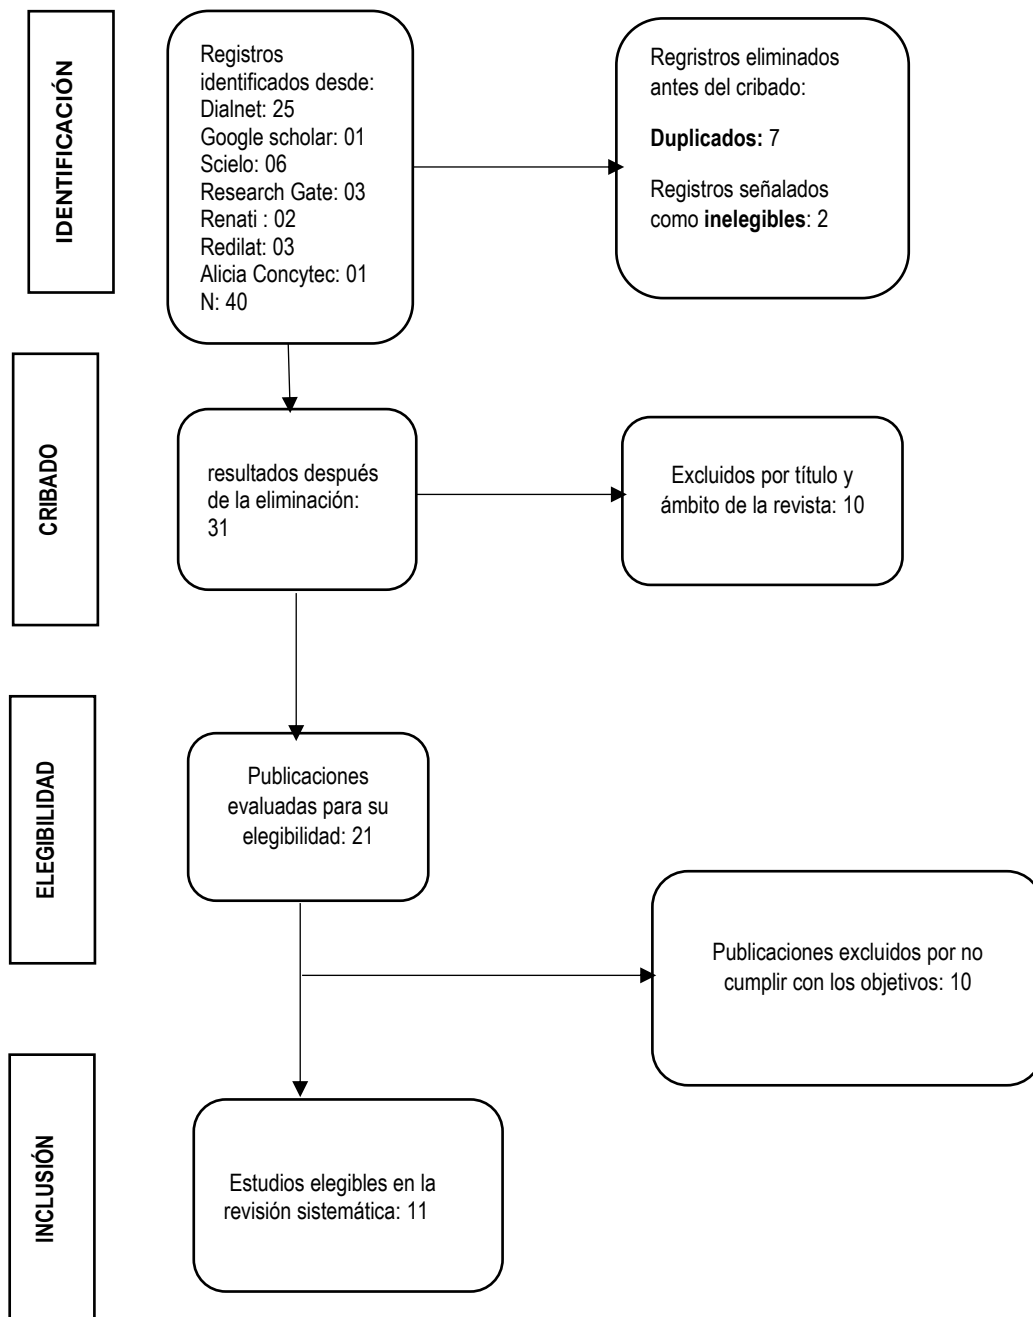 IDENTIFICACIÓN
Registros
identificados desde:
Dialnet: 25
Google scholar: 01
Scielo: 06
Research Gate: 03
Renati : 02
Redilat: 03
Alicia Concytec: 01
N: 40
Regristros eliminados
antes del cribado:
Duplicados: 7
Registros señalados
como inelegibles: 2
CRIBADO
resultados después
de la eliminación:
31
Excluidos por título y
ámbito de la revista: 10
ELEGIBILIDAD
Publicaciones
evaluadas para su
elegibilidad: 21
Publicaciones excluidos por no
cumplir con los objetivos: 10
INCLUSIÓN
Estudios elegibles en la
revisión sistemática: 11